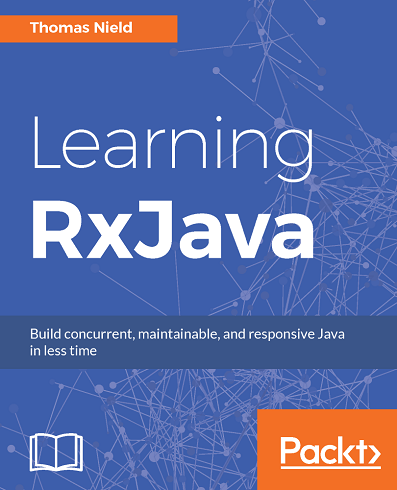 Thomas Nield
Learning
RxJava
Build concurrent, maintainable, and responsive Java
in less time
Packt>